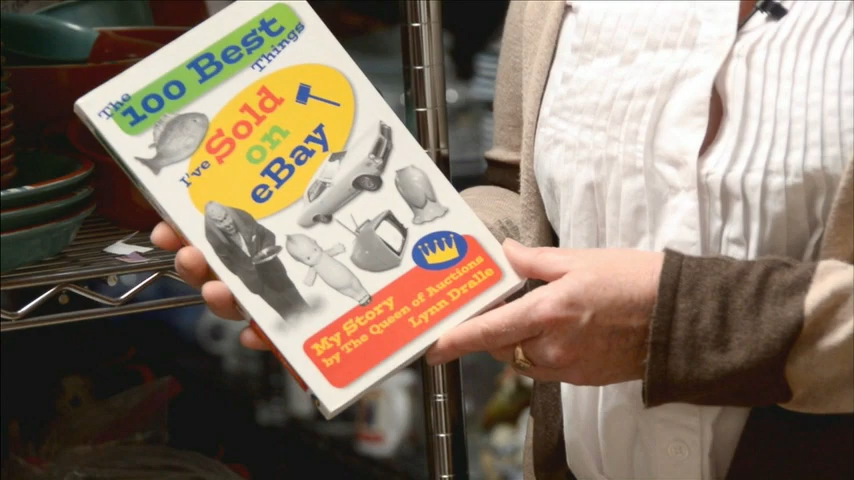 The
100 Best
Things
I've Sold
on
eBay
My Story
by The Queen of Auctions
Lynn Dralle